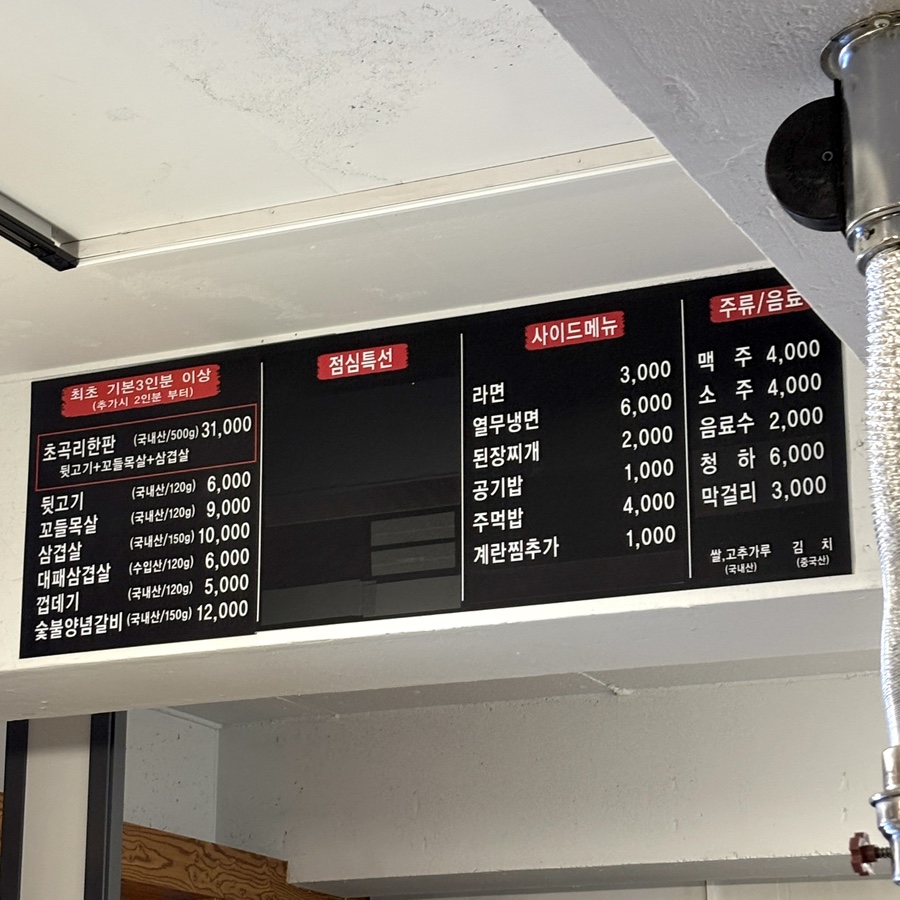 최초 기본3인분 이상
(추가시 2인분 부터)
초곡리한판 (국내산/500g) 31,000
뒷고기+꼬들목살+삼겹살
뒷고기 (국내산/120g) 6,000
꼬들목살 (국내산/120g) 9,000
삼겹살 (국내산/150g) 10,000
대패삼겹살 (수입산/120g) 6,000
껍데기 (국내산/120g) 5,000
숯불양념갈비 (국내산/150g) 12,000
점심특선
사이드메뉴
라면 3,000
열무냉면 6,000
된장찌개 2,000
공기밥 1,000
주먹밥 4,000
계란찜추가 1,000
주류/음료
맥 주 4,000
소 주 4,000
음료수 2,000
청 하 6,000
막걸리 3,000
쌀,고추가루 김 치
(국내산) (중국산)